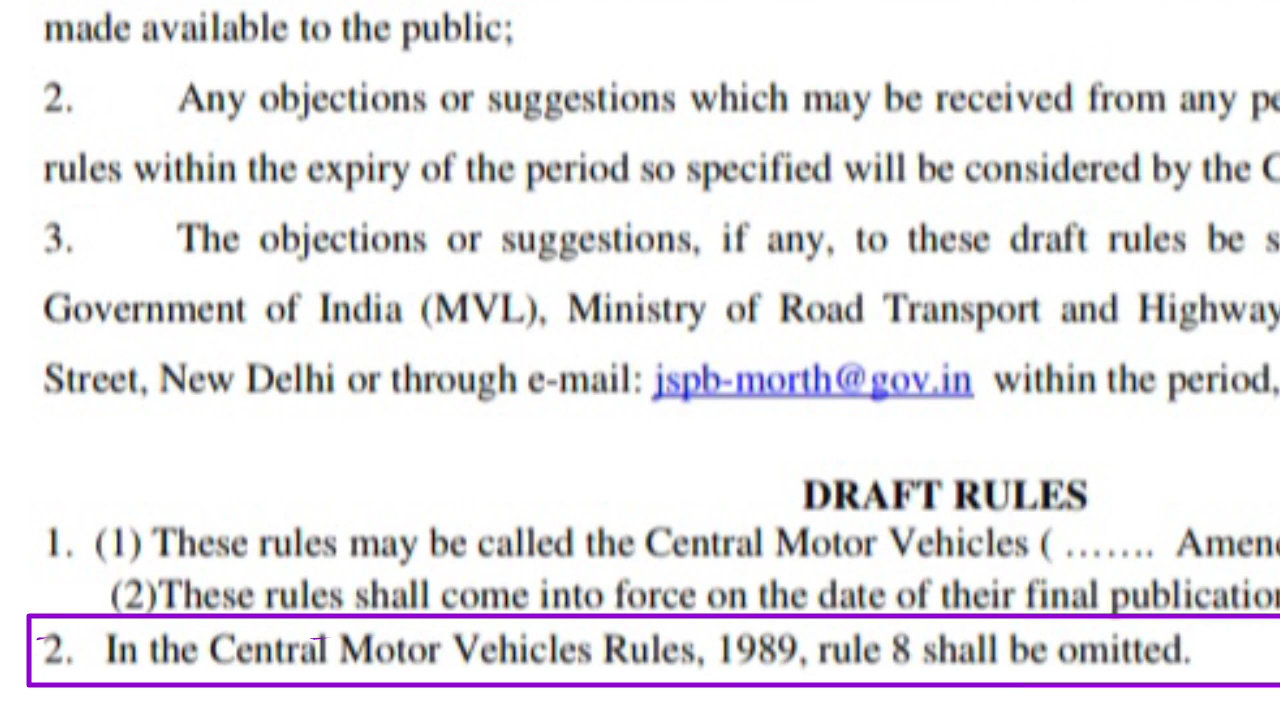 made available to the public;
2. Any objections or suggestions which may be received from any pe
rules within the expiry of the period so specified will be considered by the C
3. The objections or suggestions, if any, to these draft rules be s
Government of India (MVL), Ministry of Road Transport and Highway
Street, New Delhi or through e-mail: jspb-morth@gov.in within the period,
DRAFT RULES
1. (1) These rules may be called the Central Motor Vehicles ( ....... Amend
(2)These rules shall come into force on the date of their final publication
2. In the Central Motor Vehicles Rules, 1989, rule 8 shall be omitted.